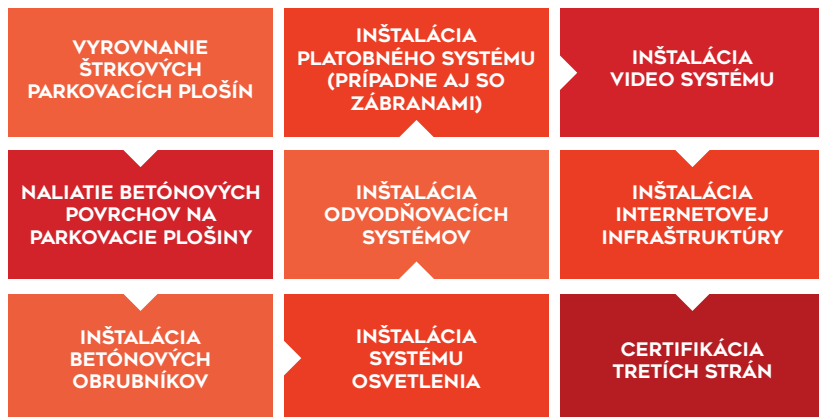 VYROVNANIE
ŠTRKOVÝCH
PARKOVACÍCH PLOŠÍN
INŠTALÁCIA
PLATOBNÉHO SYSTÉMU
(PRÍPADNE AJ SO
ZÁBRANAMI)
INŠTALÁCIA
VIDEO SYSTÉMU
NALIATIE BETÓNOVÝCH
POVRCHOV NA
PARKOVACIE PLOŠINY
INŠTALÁCIA
ODVODŇOVACÍCH
SYSTÉMOV
INŠTALÁCIA
INTERNETOVEJ
INFRAŠTRUKTÚRY
INŠTALÁCIA
BETÓNOVÝCH
OBRUBNÍKOV
INŠTALÁCIA
SYSTÉMU
OSVETLENIA
CERTIFIKÁCIA
TRETÍCH STRÁN